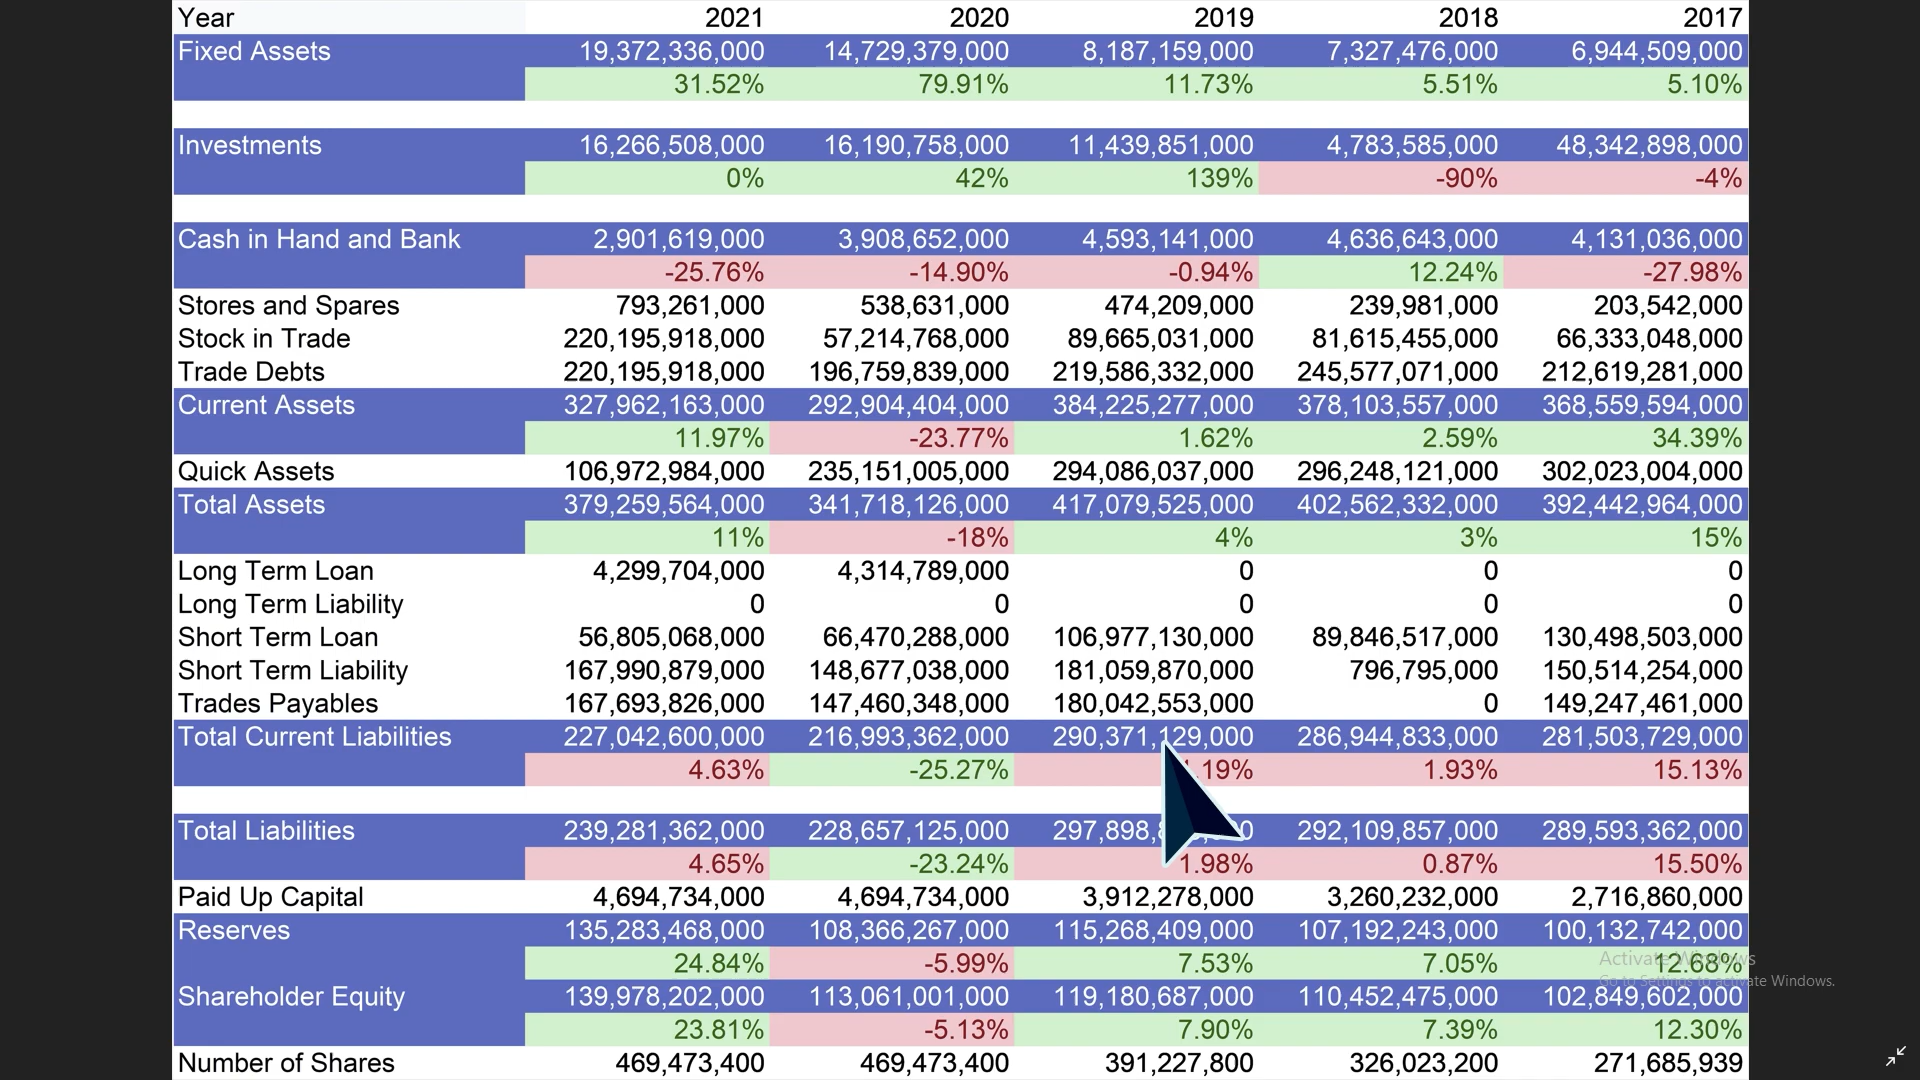 Year 2021 2020 2019 2018 2017
Fixed Assets 19,372,336,000 14,729,379,000 8,187,159,000 7,327,476,000 6,944,509,000
31.52% 79.91% 11.73% 5.51% 5.10%
Investments 16,266,508,000 16,190,758,000 11,439,851,000 4,783,585,000 48,342,898,000
0% 42% 139% -90% -4%
Cash in Hand and Bank 2,901,619,000 3,908,652,000 4,593,141,000 4,636,643,000 4,131,036,000
-25.76% -14.90% -0.94% 12.24% -27.98%
Stores and Spares 793,261,000 538,631,000 474,209,000 239,981,000 203,542,000
Stock in Trade 220,195,918,000 57,214,768,000 89,665,031,000 81,615,455,000 66,333,048,000
Trade Debts 220,195,918,000 196,759,839,000 219,586,332,000 245,577,071,000 212,619,281,000
Current Assets 327,962,163,000 292,904,404,000 384,225,277,000 378,103,557,000 368,559,594,000
11.97% -23.77% 1.62% 2.59% 34.39%
Quick Assets 106,972,984,000 235,151,005,000 294,086,037,000 296,248,121,000 302,023,004,000
Total Assets 379,259,564,000 341,718,126,000 417,079,525,000 402,562,332,000 392,442,964,000
11% -18% 4% 3% 15%
Long Term Loan 4,299,704,000 4,314,789,000 0 0 0
Long Term Liability 0 0 0 0 0
Short Term Loan 56,805,068,000 66,470,288,000 106,977,130,000 89,846,517,000 130,498,503,000
Short Term Liability 167,990,879,000 148,677,038,000 181,059,870,000 796,795,000 150,514,254,000
Trades Payables 167,693,826,000 147,460,348,000 180,042,553,000 0 149,247,461,000
Total Current Liabilities 227,042,600,000 216,993,362,000 290,371,129,000 286,944,833,000 281,503,729,000
4.63% -25.27% 1.93% 15.13%
Total Liabilities 239,281,362,000 228,657,125,000 292,109,857,000 289,593,362,000
4.65% -23.24% 1.98% 0.87% 15.50%
Paid Up Capital 4,694,734,000 4,694,734,000 3,912,278,000 3,260,232,000 2,716,860,000
Reserves 135,283,468,000 108,366,267,000 115,268,409,000 107,192,243,000 100,132,742,000
24.84% -5.99% 7.53% 7.05% 12.68%
Activate Windows
Go to Settings to activate Windows.
Shareholder Equity 139,978,202,000 113,061,001,000 119,180,687,000 110,452,475,000 102,849,602,000
23.81% -5.13% 7.90% 7.39% 12.30%
Number of Shares 469,473,400 469,473,400 391,227,800 326,023,200 271,685,939